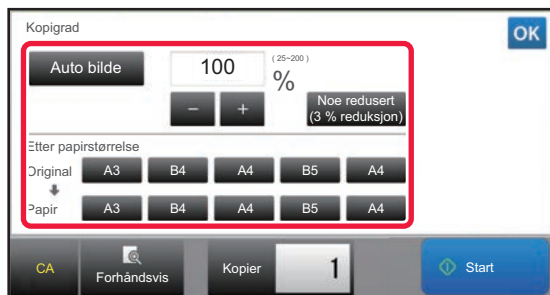 Kopigrad
OK
Auto bilde
100
(25~200)
%
−
+
Noe redusert
(3 % reduksjon)
Etter papirstørrelse
Original
A3 B4 A4 B5 A4
Papir
A3 B4 A4 B5 A4
CA
Forhåndsvis
Kopier
1
Start